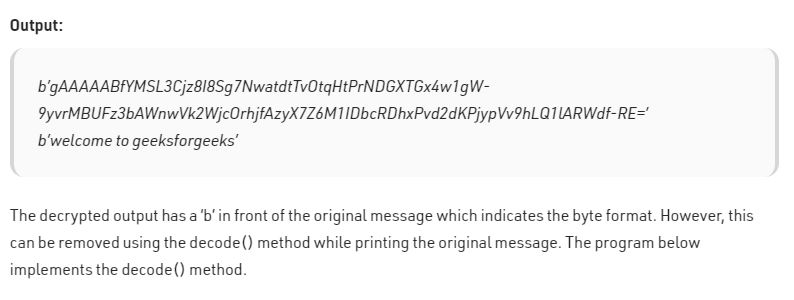 Output:
b'gAAAAABfYMSL3Cjz8I8Sg7NwatdtTvOtqHtPrNDGXTGx4w1gW-
9yvrMBUFz3bAWnwVk2WjcOrhjfAzyX7Z6M1IDbcRDhxPvd2dKPjypVv9hLQ1lARWdf-RE='
b'welcome to geeksforgeeks'
The decrypted output has a 'b' in front of the original message which indicates the byte format. However, this
can be removed using the decode() method while printing the original message. The program below
implements the decode() method.